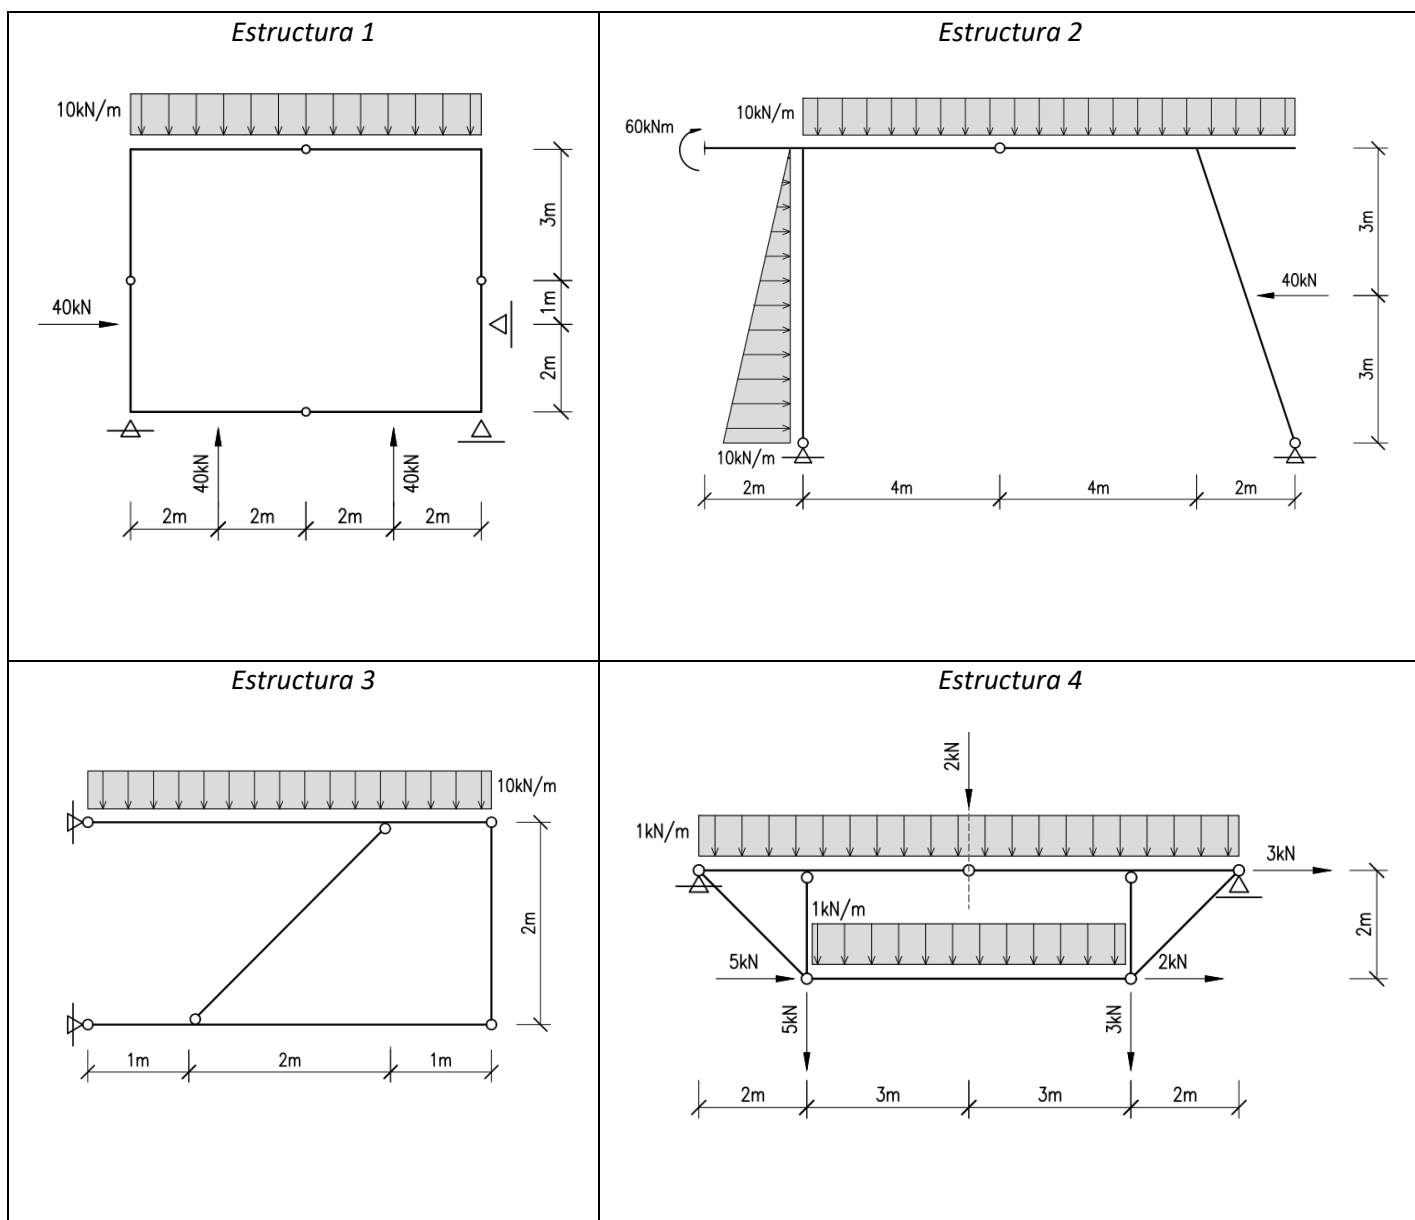 Estructura 1
10kN/m
3m
1m
2m
40kN
40kN
40kN
2m
2m
2m
2m
Estructura 2
60kNm
10kN/m
3m
40kN
3m
10kN/m
2m
4m
4m
2m
Estructura 3
10kN/m
2m
1m
2m
1m
Estructura 4
2kN
1kN/m
3kN
1kN/m
2m
5kN
2kN
5kN
3kN
2m
3m
3m
2m